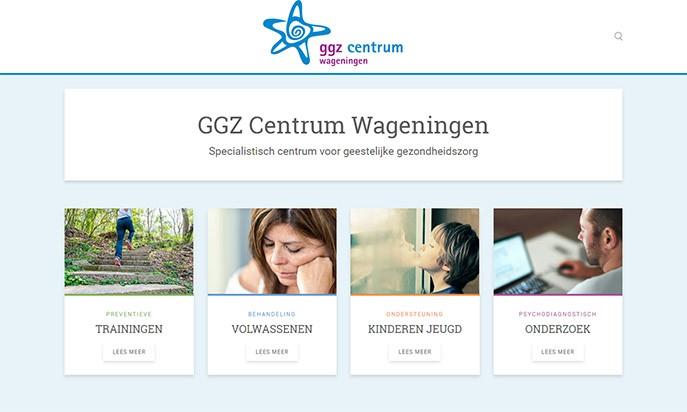 ggz centrum
wageningen
GGZ Centrum Wageningen
Specialistisch centrum voor geestelijke gezondheidszorg
PREVENTIEVE
TRAININGEN
LEES MEER
BEHANDELING
VOLWASSENEN
LEES MEER
ONDERSTEUNING
KINDEREN JEUGD
LEES MEER
PSYCHODIAGNOSTISCH
ONDERZOEK
LEES MEER